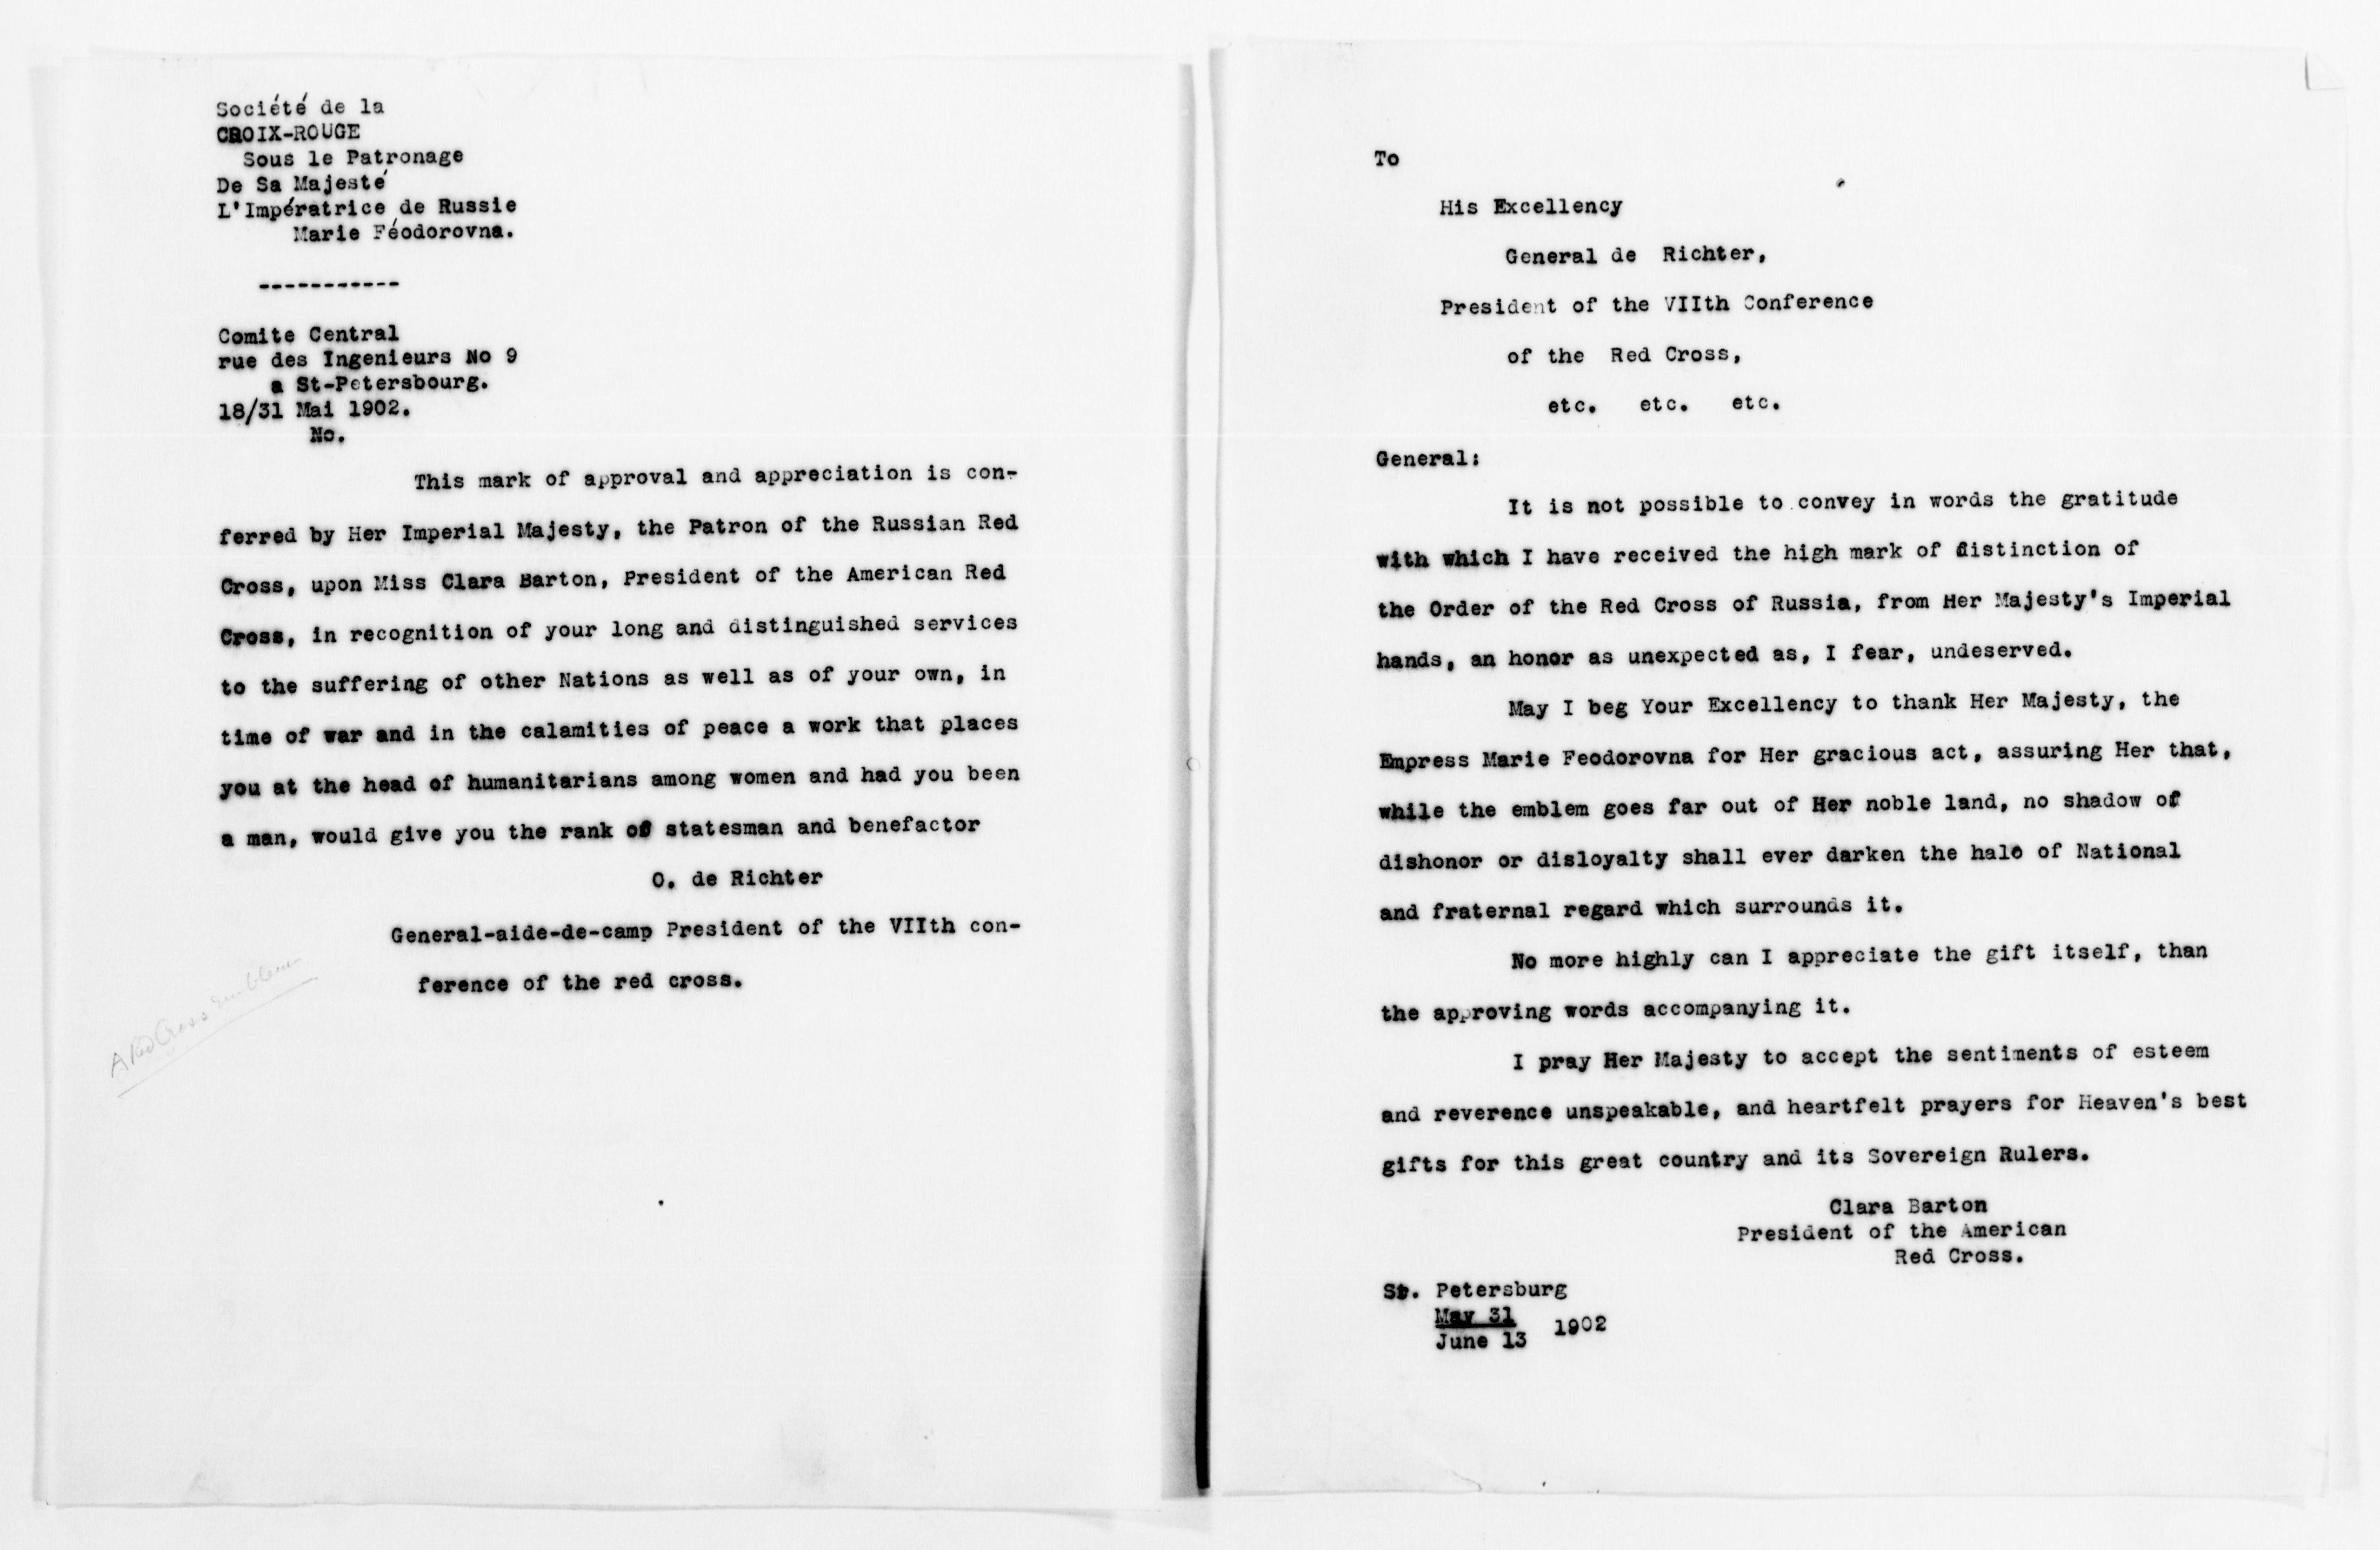 Société de la
CROIX-ROUGE
Sous le Patronage
De Sa Majesté
L'Impératrice de Russie
Marie Féodorovna.
-----------
Comite Central
rue des Ingenieurs No 9
a St-Petersbourg.
18/31 Mai 1902.
No.
This mark of approval and appreciation is con-
ferred by Her Imperial Majesty, the Patron of the Russian Red
Cross, upon Miss Clara Barton, President of the American Red
Cross, in recognition of your long and distinguished services
to the suffering of other Nations as well as of your own, in
time of war and in the calamities of peace a work that places
you at the head of humanitarians among women and had you been
a man, would give you the rank of statesman and benefactor
O. de Richter
General-aide-de-camp President of the VIIth con-
ference of the red cross.
A Red Cross emblem
To
His Excellency
General de Richter,
President of the VIIth Conference
of the Red Cross,
etc. etc. etc.
General:
It is not possible to convey in words the gratitude
with which I have received the high mark of distinction of
the Order of the Red Cross of Russia, from Her Majesty's Imperial
hands, an honor as unexpected as, I fear, undeserved.
May I beg Your Excellency to thank Her Majesty, the
Empress Marie Feodorovna for Her gracious act, assuring Her that,
while the emblem goes far out of Her noble land, no shadow of
dishonor or disloyalty shall ever darken the halo of National
and fraternal regard which surrounds it.
No more highly can I appreciate the gift itself, than
the approving words accompanying it.
I pray Her Majesty to accept the sentiments of esteem
and reverence unspeakable, and heartfelt prayers for Heaven's best
gifts for this great country and its Sovereign Rulers.
Clara Barton
President of the American
Red Cross.
St. Petersburg
May 31
June 13 1902